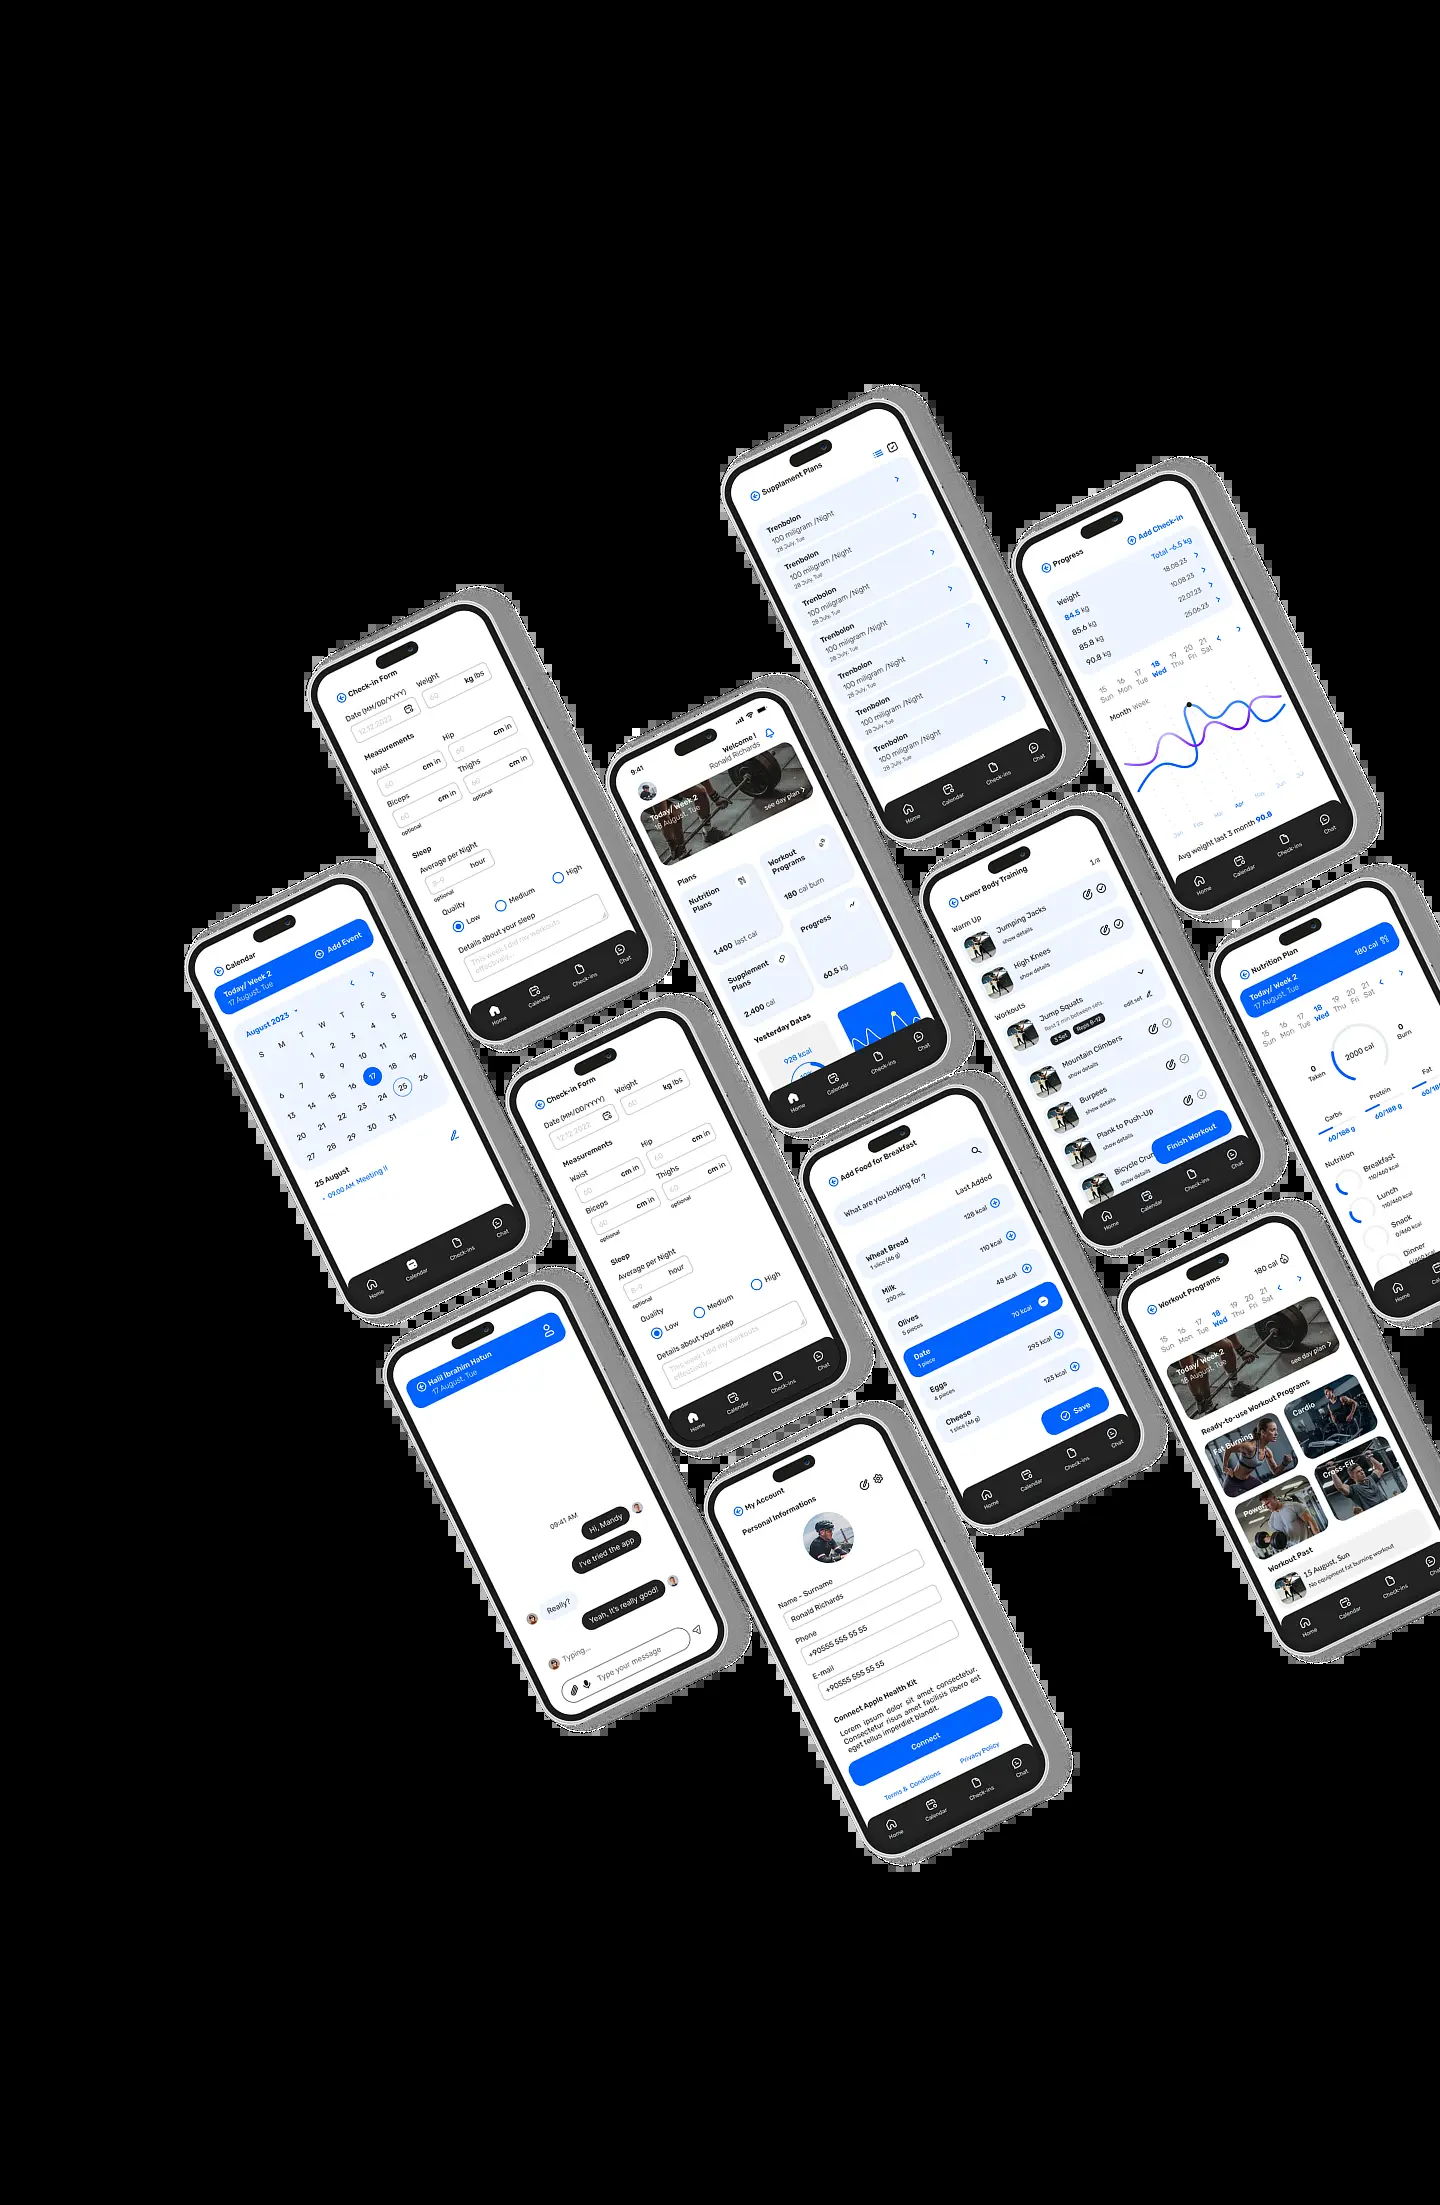 Supplament Plans
Trenbolon
100 miligram /Night
28 July, Tue
Trenbolon
100 miligram /Night
28 July, Tue
Trenbolon
100 miligram /Night
28 July, Tue
Trenbolon
100 miligram /Night
28 July, Tue
Trenbolon
100 miligram /Night
28 July, Tue
Trenbolon
100 miligram /Night
28 July, Tue
Trenbolon
100 miligram /Night
28 July, Tue
Home
Calendar
Check-ins
Chat
Progress
Add Check-in
Weight
Total -6.5 kg
84.5 kg
18.08.23
85.6 kg
10.08.23
85.8 kg
22.07.23
90.8 kg
25.06.23
15 16 17 18 19 20 21
Sun Mon Tue Wed Thu Fri Sat
Month Week
Jan Feb Mar Apr May Jun Jul
Avg weight last 3 month 90.8
Home
Calendar
Check-ins
Chat
Check-in Form
Date (MM/DD/YYYY)
Weight
12.12.2022
60
kg lbs
Measurements
Waist
Hip
60
cm in
60
cm in
Biceps
Thighs
60
cm in
60
cm in
optional
optional
Sleep
Average per Night
8-9
hour
optional
Quality
Low
Medium
High
Details about your sleep
This week I did my workouts
effectively...
Home
Calendar
Check-ins
Chat
9:41
Welcome !
Ronald Richards
Today/ Week 2
18 August, Tue
see day plan
Plans
Nutrition
Plans
1.400 last cal
Workout
Programs
180 cal burn
Supplement
Plans
2.400 cal
Progress
60.5 kg
Yesterday Datas
928 kcal
Home
Calendar
Check-ins
Chat
Lower Body Training
1/8
Warm Up
Jumping Jacks
show details
High Knees
show details
Workouts
Jump Squats
Rest 2 min between sets.
3 Set
Reps 8-12
edit set
Mountain Climbers
show details
Burpees
show details
Plank to Push-Up
show details
Bicycle Crun
show details
Finish Workout
Home
Calendar
Check-ins
Chat
Calendar
Today/ Week 2
17 August, Tue
Add Event
August 2023
S M T W T F S
1 2 3 4 5
6 7 8 9 10 11 12
13 14 15 16 17 18 19
20 21 22 23 24 25 26
27 28 29 30 31
25 August
09:00 AM Meeting !!
Home
Calendar
Check-ins
Chat
Nutrition Plan
Today/ Week 2
17 August, Tue
180 cal
15 16 17 18 19 20 21
Sun Mon Tue Wed Thu Fri Sat
0
Taken
2000 cal
0
Burn
Carbs
60/188 g
Protein
60/188 g
Fat
60/18
Nutrition
Breakfast
110/460 kcal
Lunch
110/460 kcal
Snack
0/460 kcal
Dinner
Home
Check-in Form
Date (MM/DD/YYYY)
Weight
12.12.2022
60
kg lbs
Measurements
Waist
Hip
60
cm in
60
cm in
Biceps
Thighs
60
cm in
60
cm in
optional
optional
Sleep
Average per Night
8-9
hour
optional
Quality
Low
Medium
High
Details about your sleep
This week I did my workouts
effectively...
Home
Calendar
Check-ins
Chat
Add Food for Breakfast
What are you looking for ?
Last Added
Wheat Bread
1 slice (46 g)
128 kcal
Milk
200 mL
110 kcal
Olives
5 pieces
48 kcal
Date
1 piece
70 kcal
Eggs
4 pieces
293 kcal
Cheese
1 slice (46 g)
123 kcal
Save
Home
Calendar
Check-ins
Chat
Workout Programs
180 cal
15 16 17 18 19 20 21
Sun Mon Tue Wed Thu Fri Sat
Today/ Week 2
18 August, Tue
see day plan
Ready-to-use Workout Programs
Fat Burning
Cardio
Power
Cross-Fit
Workout Past
15 August, Sun
No equipment fat burning workout
Home
Calendar
Check-ins
Halil İbrahim Hatun
17 August, Tue
09:41 AM
Hi, Mandy
I've tried the app
Really?
Yeah, It's really good!
Typing...
Type your message
My Account
Personal Informations
Name - Surname
Ronald Richards
Phone
+90555 555 55 55
E-mail
+90555 555 55 55
Connect Apple Health Kit
Lorem ipsum dolor sit amet consectetur.
Consectetur risus amet facilisis libero est
eget tellus imperdiet blandit.
Connect
Terms & Conditions
Privacy Policy
Home
Calendar
Check-ins
Chat